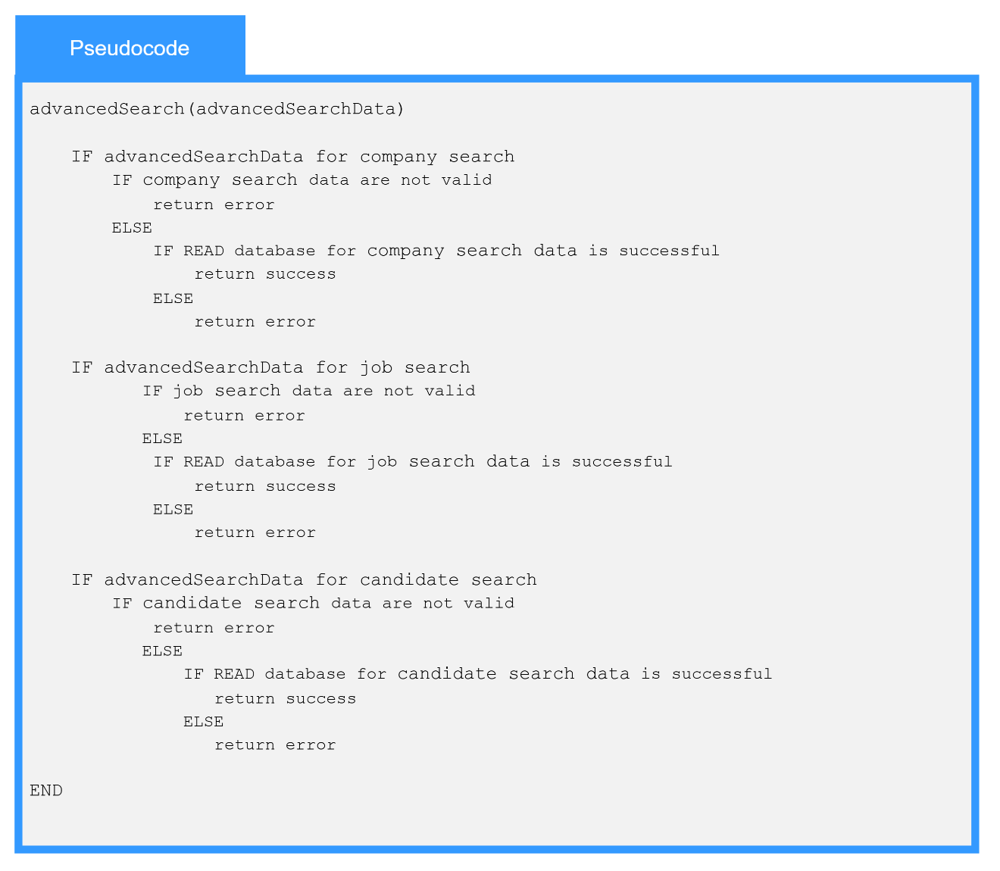 Pseudocode
advancedSearch(advancedSearchData)
IF advancedSearchData for company search
IF company search data are not valid
return error
ELSE
IF READ database for company search data is successful
return success
ELSE
return error
IF advancedSearchData for job search
IF job search data are not valid
return error
ELSE
IF READ database for job search data is successful
return success
ELSE
return error
IF advancedSearchData for candidate search
IF candidate search data are not valid
return error
ELSE
IF READ database for candidate search data is successful
return success
ELSE
return error
END